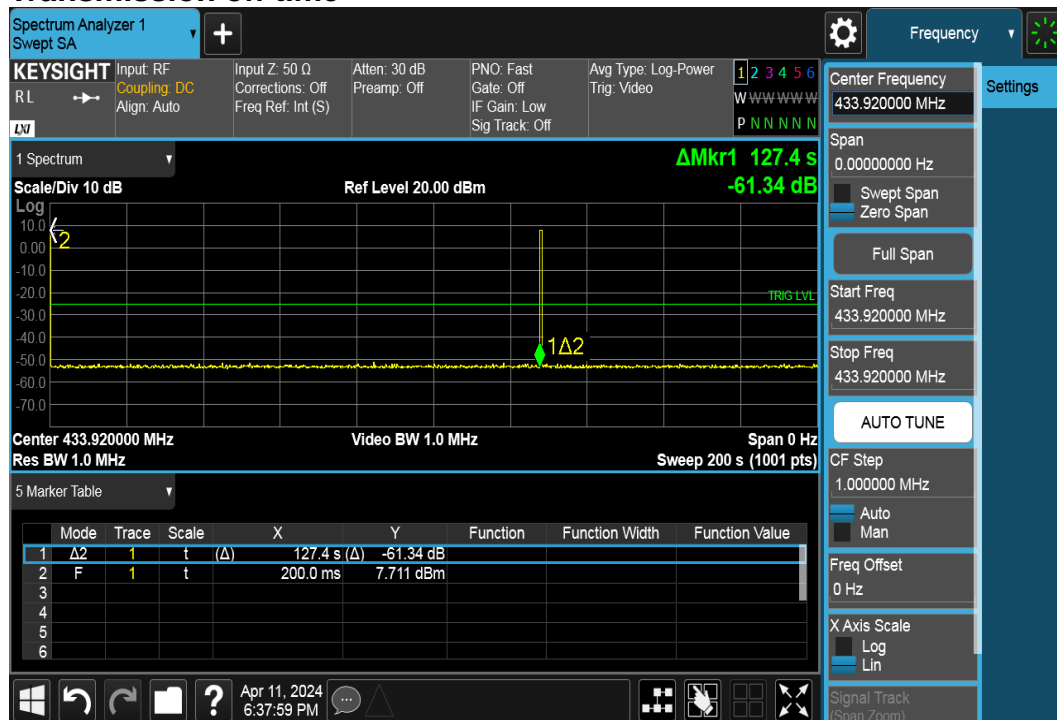 Transmission on time
Spectrum Analyzer 1
Swept SA
Frequency
KEYSIGHT
RL
LXI
Input: RF
Coupling: DC
Align: Auto
Input Z: 50 Ω
Corrections: Off
Freq Ref: Int (S)
Atten: 30 dB
Preamp: Off
PNO: Fast
Gate: Off
IF Gain: Low
Sig Track: Off
Avg Type: Log-Power
Trig: Video
1 2 3 4 5 6
W W W W W W
P N N N N N
Settings
1 Spectrum
ΔMkr1 127.4 s
-61.34 dB
Scale/Div 10 dB
Ref Level 20.00 dBm
Log
10.0
0.00
-10.0
-20.0
-30.0
-40.0
-50.0
-60.0
-70.0
2
TRIG LVL
1Δ2
Center 433.920000 MHz
Video BW 1.0 MHz
Span 0 Hz
Res BW 1.0 MHz
Sweep 200 s (1001 pts)
5 Marker Table
Mode Trace Scale X Y Function Function Width Function Value
1 Δ2 1 t (Δ) 127.4 s (Δ) -61.34 dB
2 F 1 t 200.0 ms 7.711 dBm
3
4
5
6
Center Frequency
433.920000 MHz
Span
0.00000000 Hz
Swept Span
Zero Span
Full Span
Start Freq
433.920000 MHz
Stop Freq
433.920000 MHz
AUTO TUNE
CF Step
1.000000 MHz
Auto
Man
Freq Offset
0 Hz
X Axis Scale
Log
Lin
Signal Track
(Span Zoom)
?
Apr 11, 2024
6:37:59 PM